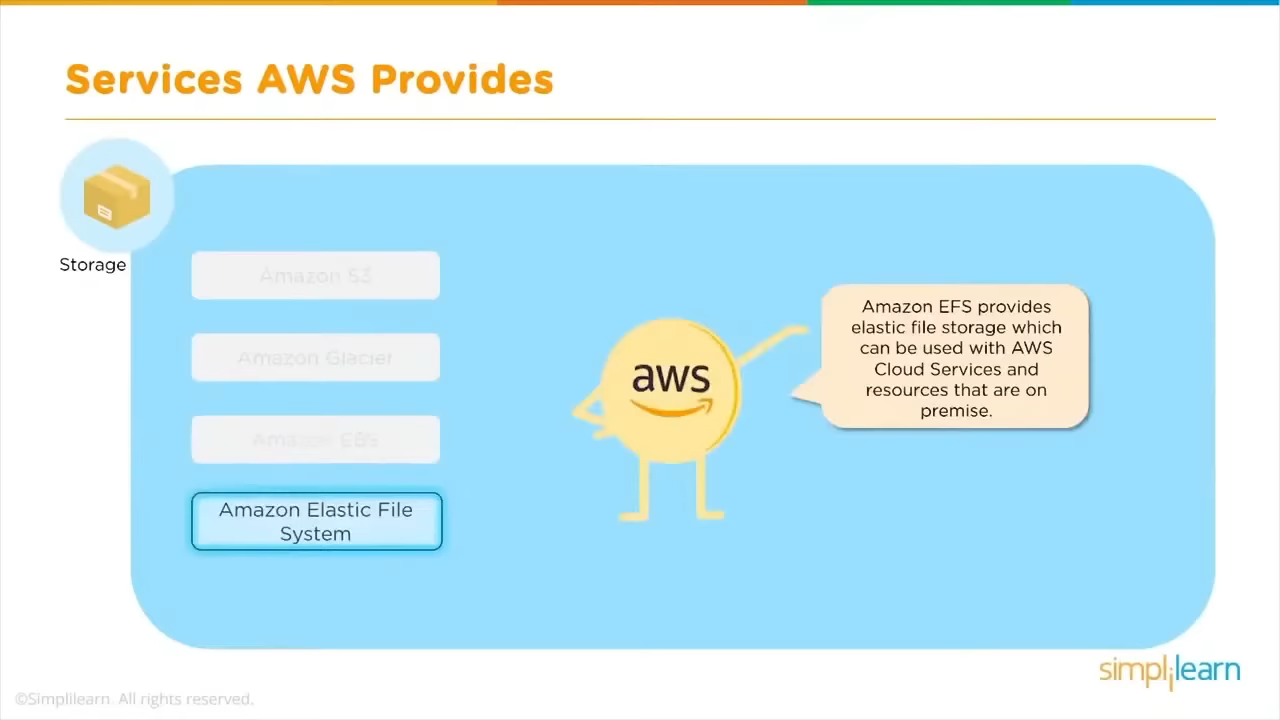 Services AWS Provides
Storage
Amazon S3
Amazon Glacier
Amazon EBS
Amazon Elastic File
System
aws
Amazon EFS provides
elastic file storage which
can be used with AWS
Cloud Services and
resources that are on
premise.
simplilearn
©Simplilearn. All rights reserved.